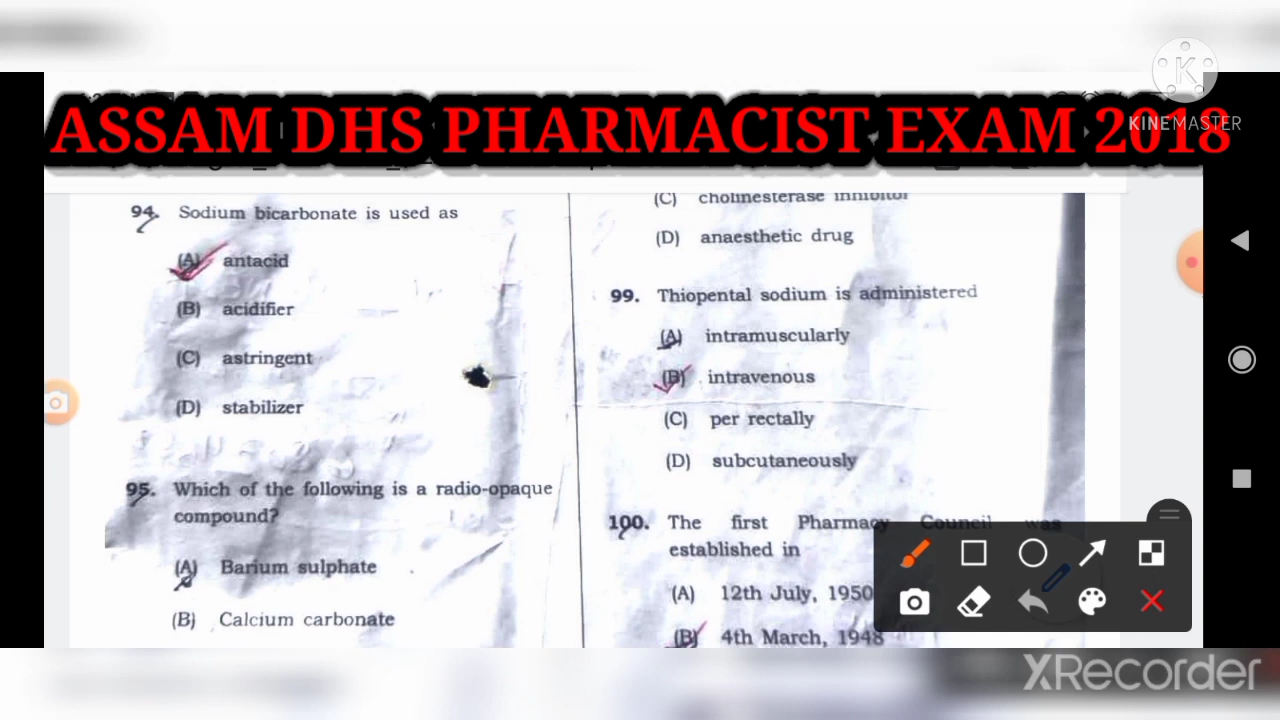 ASSAM DHS PHARMACIST EXAM 2018
KINEMASTER
94. Sodium bicarbonate is used as
(A) antacid
(B) acidifier
(C) astringent
(D) stabilizer
95. Which of the following is a radio-opaque
compound?
(A) Barium sulphate
(B) Calcium carbonate
(C) cholinesterase inhibitor
(D) anaesthetic drug
99. Thiopental sodium is administered
(A) intramuscularly
(B) intravenous
(C) per rectally
(D) subcutaneously
100. The first Pharmacy Council was
established in
(A) 12th July, 1950
(B) 4th March, 1948
XRecorder